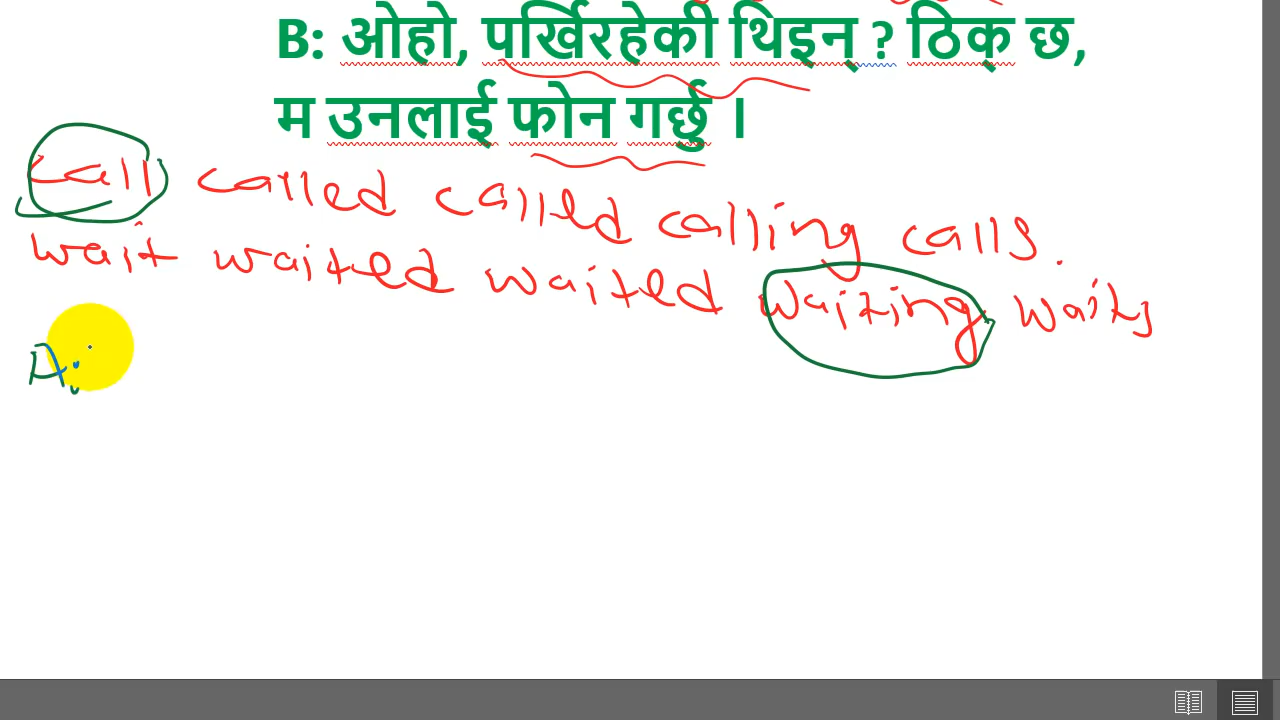 B: ओहो, पर्खिरहेकी थिइन् ? ठिक् छ,
म उनलाई फोन गर्छु ।
call called called calling calls.
wait waited waited waiting waits
A: